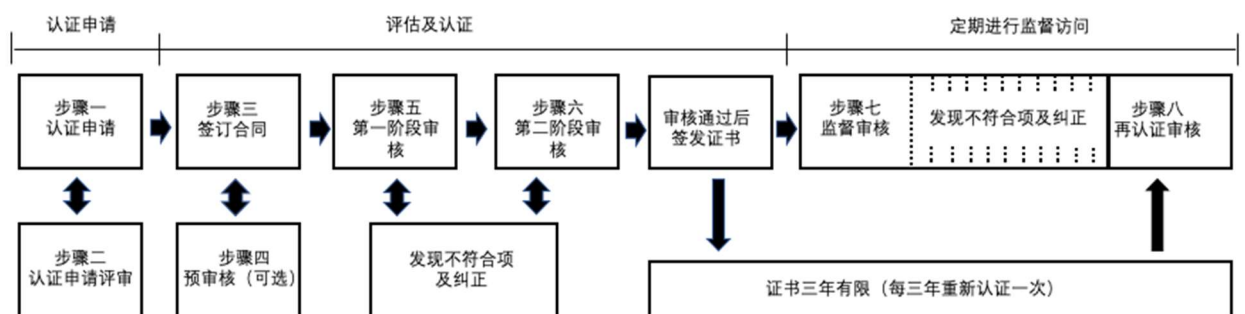 认证申请
评估及认证
定期进行监督访问
步骤一
认证申请
步骤三
签订合同
步骤五
第一阶段审
核
步骤六
第二阶段审
核
审核通过后
签发证书
步骤七
监督审核
发现不符合项及纠正
步骤八
再认证审核
步骤二
认证申请评审
步骤四
预审核（可选）
发现不符合项
及纠正
证书三年有限（每三年重新认证一次）